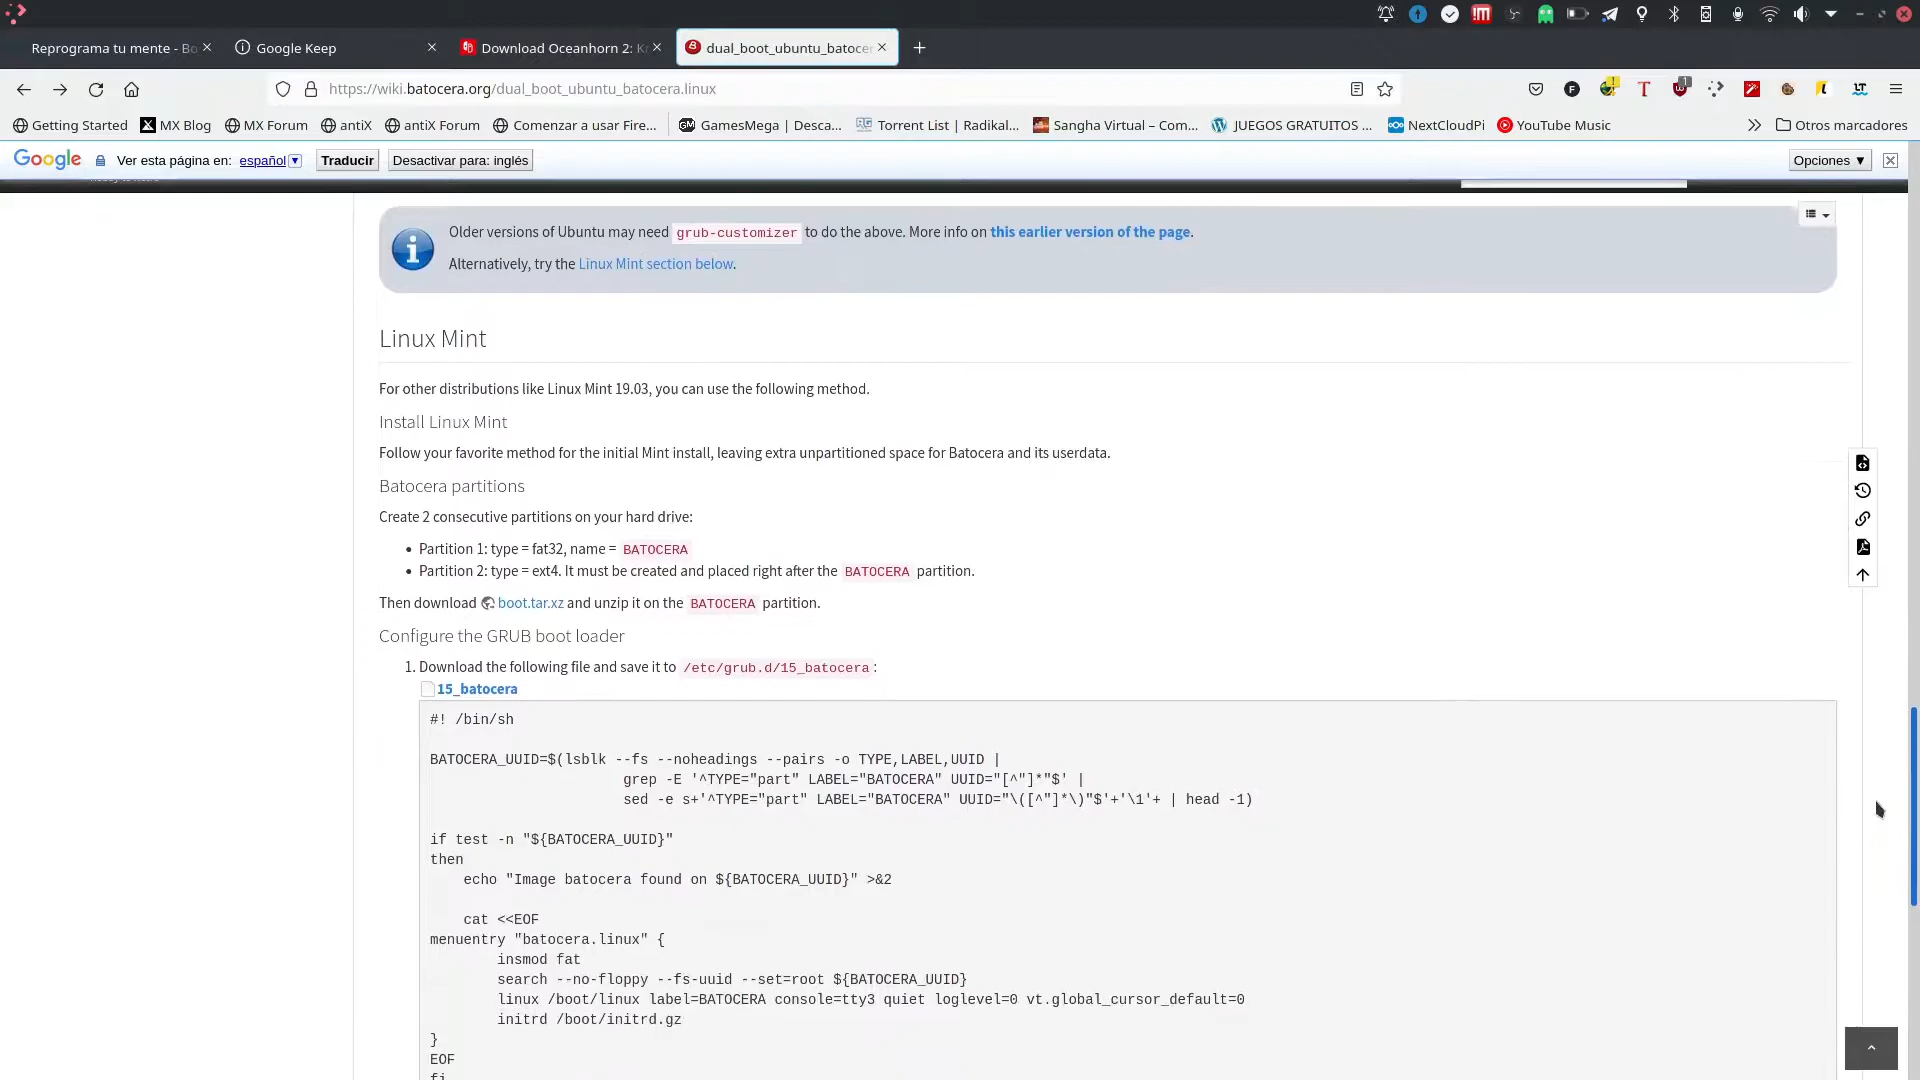 Reprograma tu mente - Bo
Google Keep
Download Oceanhorn 2: Kn
dual_boot_ubuntu_batocer
https://wiki.batocera.org/dual_boot_ubuntu_batocera.linux
Getting Started
MX Blog
MX Forum
antiX
antiX Forum
Comenzar a usar Fire...
GamesMega | Desca...
Torrent List | Radikal...
Sangha Virtual – Com...
JUEGOS GRATUITOS ...
NextCloudPi
YouTube Music
Otros marcadores
Google Ver esta página en: español Traducir Desactivar para: inglés Opciones ▼
Older versions of Ubuntu may need grub-customizer to do the above. More info on this earlier version of the page.
Alternatively, try the Linux Mint section below.
Linux Mint
For other distributions like Linux Mint 19.03, you can use the following method.
Install Linux Mint
Follow your favorite method for the initial Mint install, leaving extra unpartitioned space for Batocera and its userdata.
Batocera partitions
Create 2 consecutive partitions on your hard drive:
• Partition 1: type = fat32, name = BATOCERA
• Partition 2: type = ext4. It must be created and placed right after the BATOCERA partition.
Then download boot.tar.xz and unzip it on the BATOCERA partition.
Configure the GRUB boot loader
1. Download the following file and save it to /etc/grub.d/15_batocera :
15_batocera
#! /bin/sh
BATOCERA_UUID=$(lsblk --fs --noheadings --pairs -o TYPE,LABEL,UUID |
grep -E '^TYPE="part" LABEL="BATOCERA" UUID="[^"]*"$' |
sed -e s+'^TYPE="part" LABEL="BATOCERA" UUID="\([^"]*\)"$'+'\1'+ | head -1)
if test -n "${BATOCERA_UUID}"
then
echo "Image batocera found on ${BATOCERA_UUID}" >&2
cat <<EOF
menuentry "batocera.linux" {
insmod fat
search --no-floppy --fs-uuid --set=root ${BATOCERA_UUID}
linux /boot/linux label=BATOCERA console=tty3 quiet loglevel=0 vt.global_cursor_default=0
initrd /boot/initrd.gz
}
EOF
fi